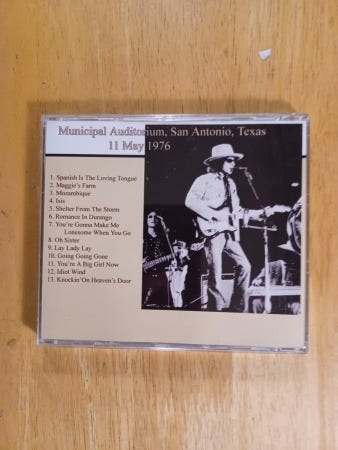 Municipal Auditorium, San Antonio, Texas
11 May 1976
1. Spanish Is The Loving Tongue
2. Maggie's Farm
3. Mozambique
4. Isis
5. Shelter From The Storm
6. Romance In Durango
7. You're Gonna Make Me
Lonesome When You Go
8. Oh Sister
9. Lay Lady Lay
10. Going Going Gone
11. You're A Big Girl Now
12. Idiot Wind
13. Knockin' On Heaven's Door